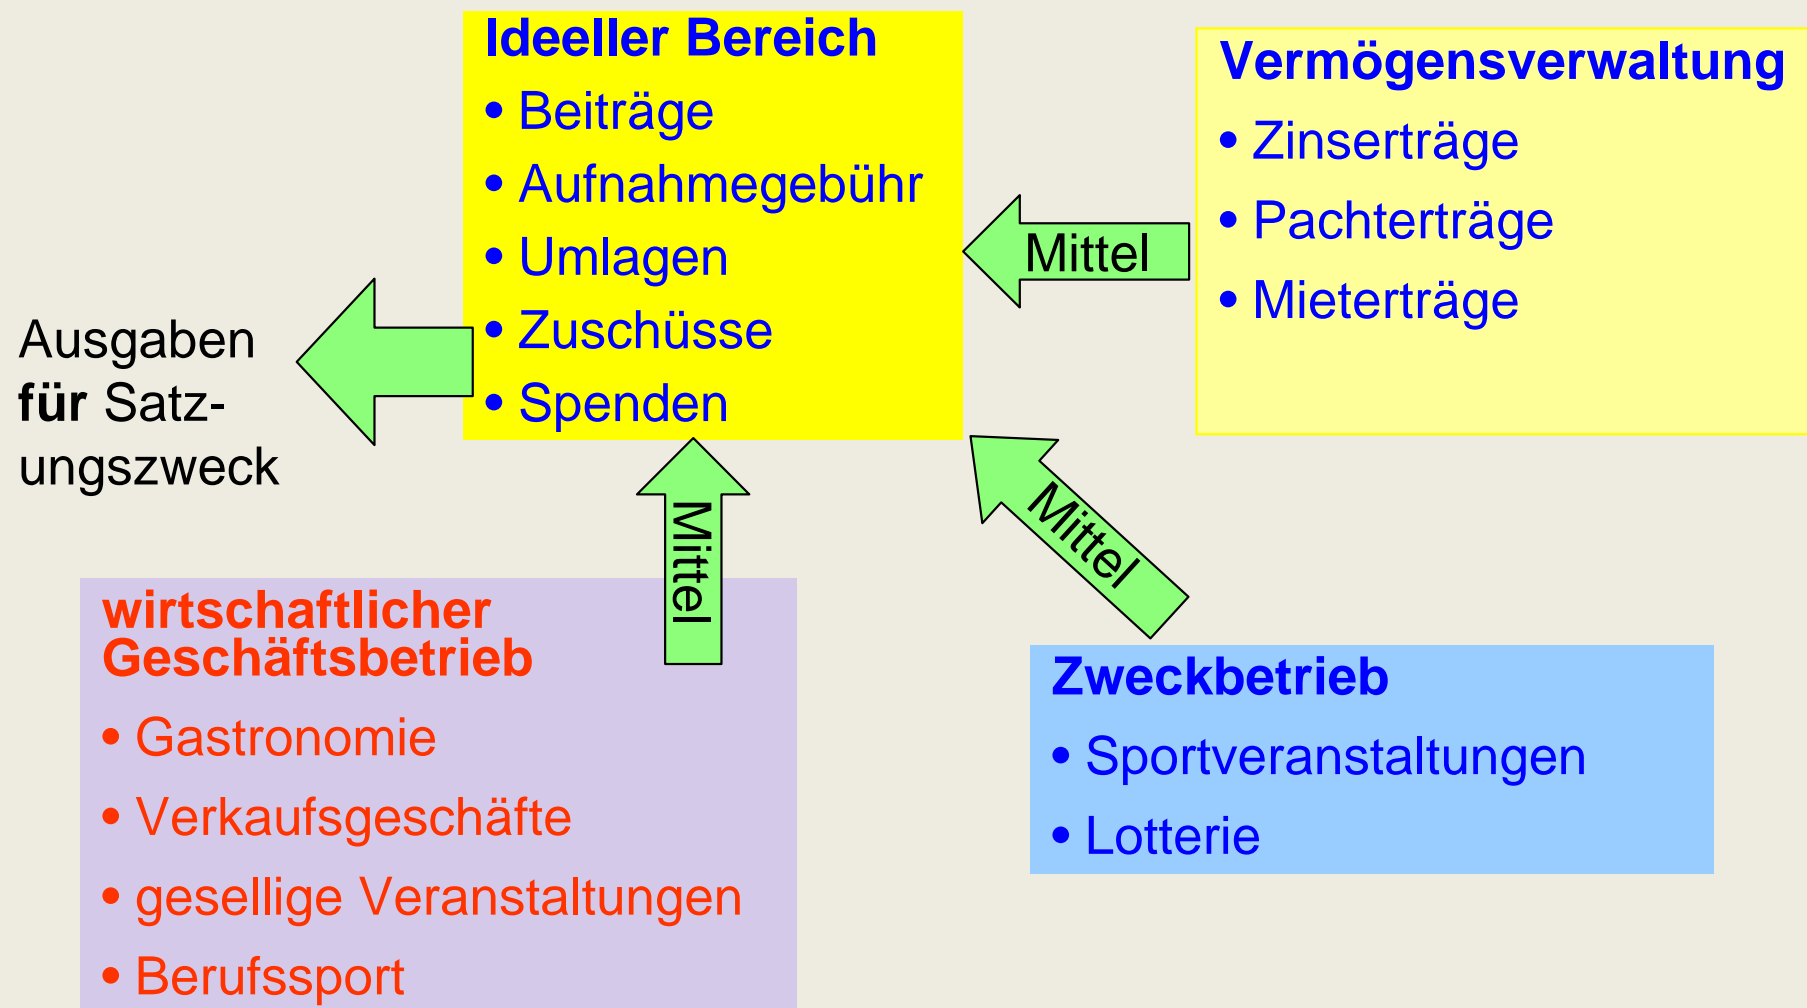 Ideeller Bereich
• Beiträge
• Aufnahmegebühr
• Umlagen
• Zuschüsse
• Spenden
Vermögensverwaltung
• Zinserträge
• Pachterträge
• Mieterträge
Mittel
Ausgaben
für Satz-
ungszweck
Mittel
Mittel
wirtschaftlicher
Geschäftsbetrieb
• Gastronomie
• Verkaufsgeschäfte
• gesellige Veranstaltungen
• Berufssport
Zweckbetrieb
• Sportveranstaltungen
• Lotterie